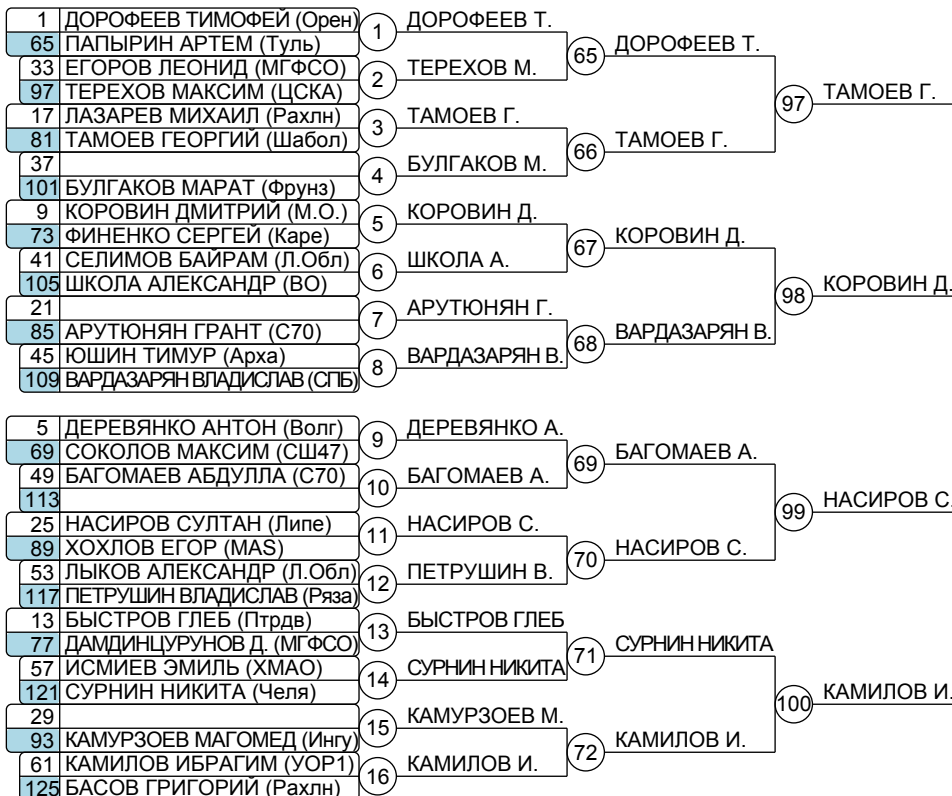 1 ДОРОФЕЕВ ТИМОФЕЙ (Орен) 1 ДОРОФЕЕВ Т.
65 ПАПЫРИН АРТЕМ (Туль) 65 ДОРОФЕЕВ Т.
33 ЕГОРОВ ЛЕОНИД (МГФСО) 2 ТЕРЕХОВ М.
97 ТЕРЕХОВ МАКСИМ (ЦСКА) 97 ТАМОЕВ Г.
17 ЛАЗАРЕВ МИХАИЛ (Рахлн) 3 ТАМОЕВ Г.
81 ТАМОЕВ ГЕОРГИЙ (Шабол) 66 ТАМОЕВ Г.
37 4 БУЛГАКОВ М.
101 БУЛГАКОВ МАРАТ (Фрунз)
9 КОРОВИН ДМИТРИЙ (М.О.) 5 КОРОВИН Д.
73 ФИНЕНКО СЕРГЕЙ (Каре) 67 КОРОВИН Д.
41 СЕЛИМОВ БАЙРАМ (Л.Обл) 6 ШКОЛА А.
105 ШКОЛА АЛЕКСАНДР (ВО) 98 КОРОВИН Д.
21 7 АРУТЮНЯН Г.
85 АРУТЮНЯН ГРАНТ (С70) 68 ВАРДАЗАРЯН В.
45 ЮШИН ТИМУР (Арха) 8 ВАРДАЗАРЯН В.
109 ВАРДАЗАРЯН ВЛАДИСЛАВ (СПБ)
5 ДЕРЕВЯНКО АНТОН (Волг) 9 ДЕРЕВЯНКО А.
69 СОКОЛОВ МАКСИМ (СШ47) 69 БАГОМАЕВ А.
49 БАГОМАЕВ АБДУЛЛА (С70) 10 БАГОМАЕВ А.
113 99 НАСИРОВ С.
25 НАСИРОВ СУЛТАН (Липе) 11 НАСИРОВ С.
89 ХОХЛОВ ЕГОР (MAS) 70 НАСИРОВ С.
53 ЛЫКОВ АЛЕКСАНДР (Л.Обл) 12 ПЕТРУШИН В.
117 ПЕТРУШИН ВЛАДИСЛАВ (Ряза)
13 БЫСТРОВ ГЛЕБ (Птрдв) 13 БЫСТРОВ ГЛЕБ
77 ДАМДИНЦУРУНОВ Д. (МГФСО) 71 СУРНИН НИКИТА
57 ИСМИЕВ ЭМИЛЬ (ХМАО) 14 СУРНИН НИКИТА
121 СУРНИН НИКИТА (Челя) 100 КАМИЛОВ И.
29 15 КАМУРЗОЕВ М.
93 КАМУРЗОЕВ МАГОМЕД (Ингу) 72 КАМИЛОВ И.
61 КАМИЛОВ ИБРАГИМ (УОР1) 16 КАМИЛОВ И.
125 БАСОВ ГРИГОРИЙ (Рахлн)